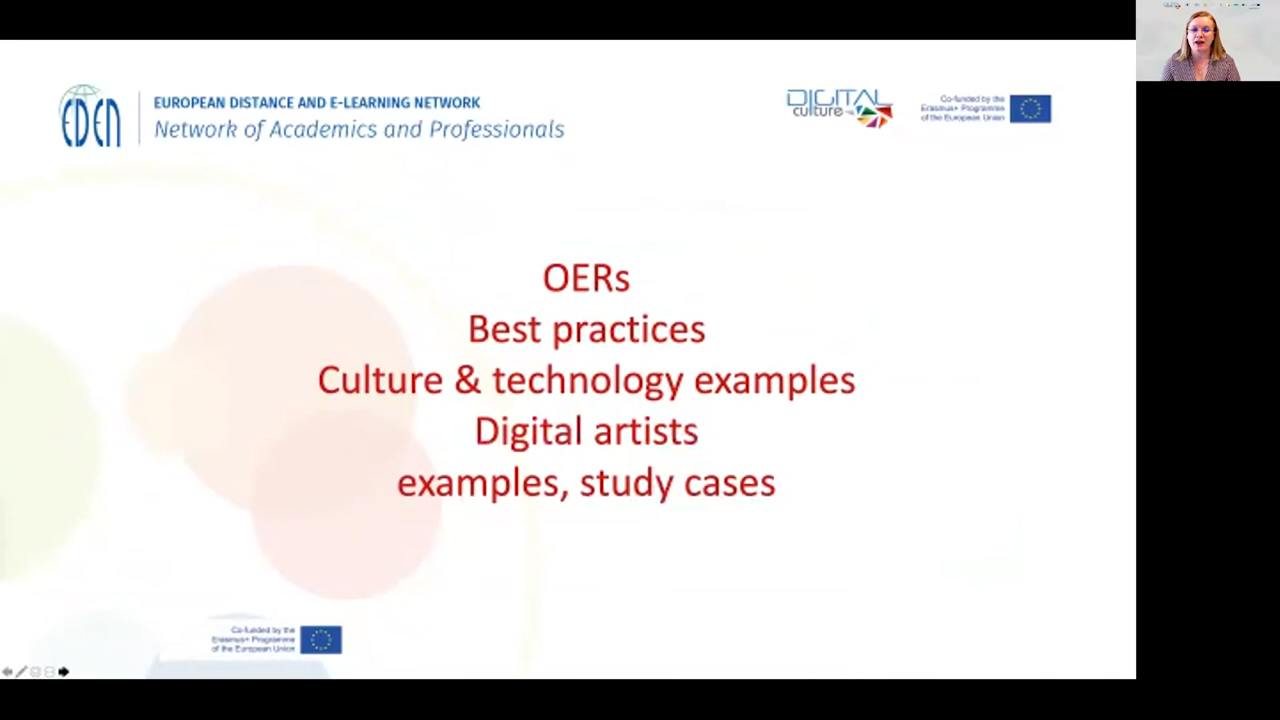 EDEN
EUROPEAN DISTANCE AND E-LEARNING NETWORK
Network of Academics and Professionals
DIGITAL
culture
Co-funded by the
Erasmus+ Programme
of the European Union
OERs
Best practices
Culture & technology examples
Digital artists
examples, study cases
Co-funded by the
Erasmus+ Programme
of the European Union